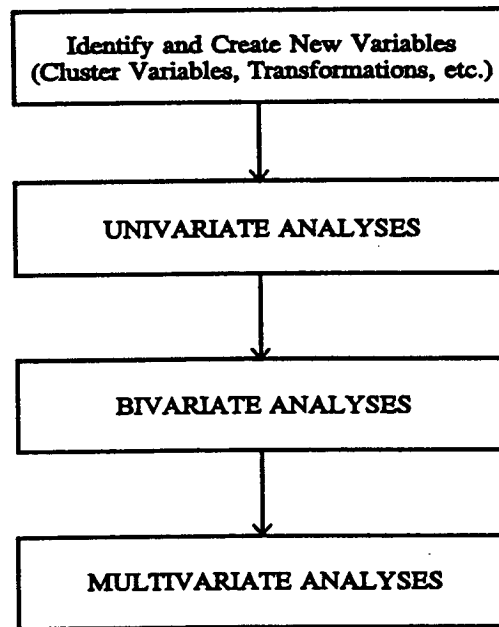 Identify and Create New Variables
(Cluster Variables, Transformations, etc.)
UNIVARIATE ANALYSES
BIVARIATE ANALYSES
MULTIVARIATE ANALYSES